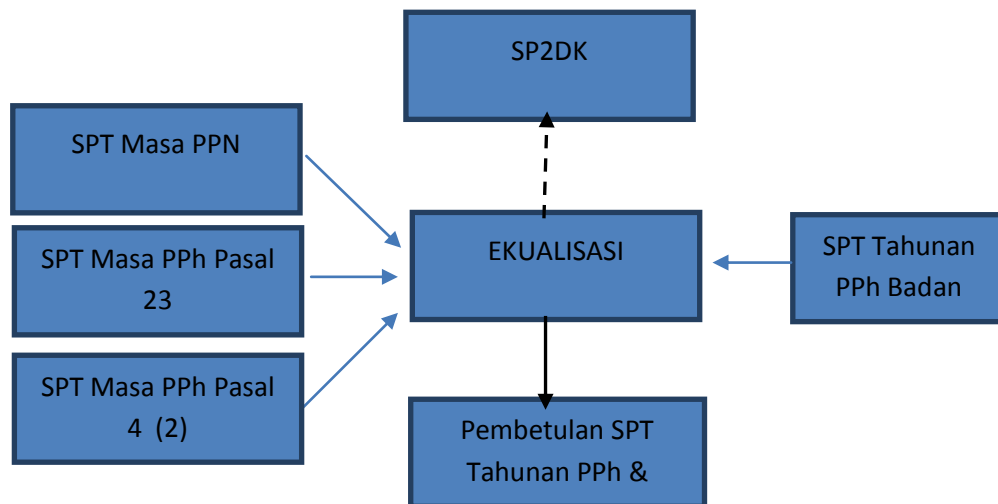 SP2DK
SPT Masa PPN
SPT Masa PPh Pasal
23
SPT Masa PPh Pasal
4 (2)
EKUALISASI
SPT Tahunan
PPh Badan
Pembetulan SPT
Tahunan PPh &